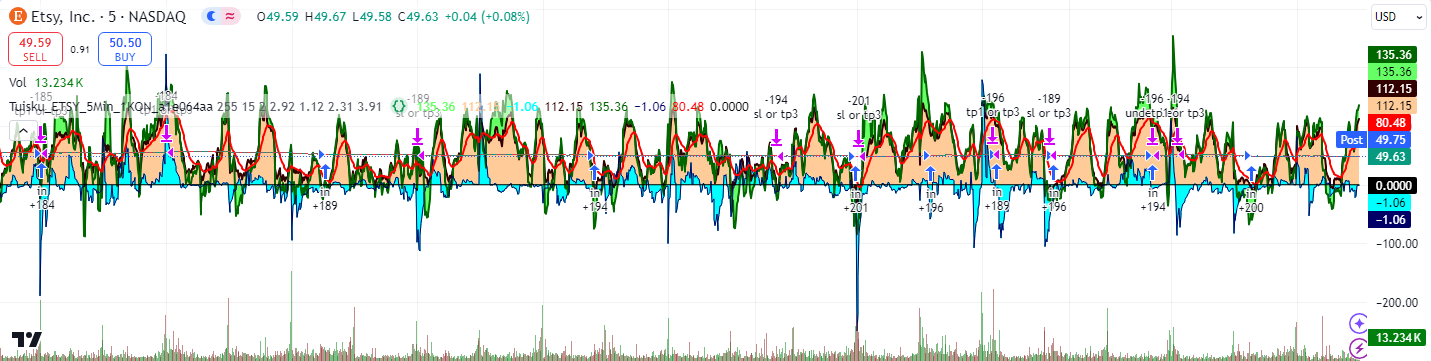 Etsy, Inc. · 5 · NASDAQ
O49.59 H49.67 L49.58 C49.63 +0.04 (+0.08%)
USD
49.59
SELL
0.91
50.50
BUY
Vol 13.234K
-185
-184
-189
Tuisku_ETSY_5Min_1KQN_a1e064aa 255 15 2 2.92 1.12 2.31 3.91 135.36 112.15 −1.06 112.15 135.36 −1.06 80.48 0.0000
sl or tp3
-194
sl or tp3
-201
sl or tp3
-196
tp1 or tp3
-189
sl or tp3
-196
-194
in
+184
in
+189
in
+194
in
+201
in
+196
in
+189
in
+196
in
+194
in
+200
135.36
135.36
112.15
112.15
80.48
Post 49.75
49.63
0.0000
−1.06
−1.06
−100.00
−200.00
13.234K